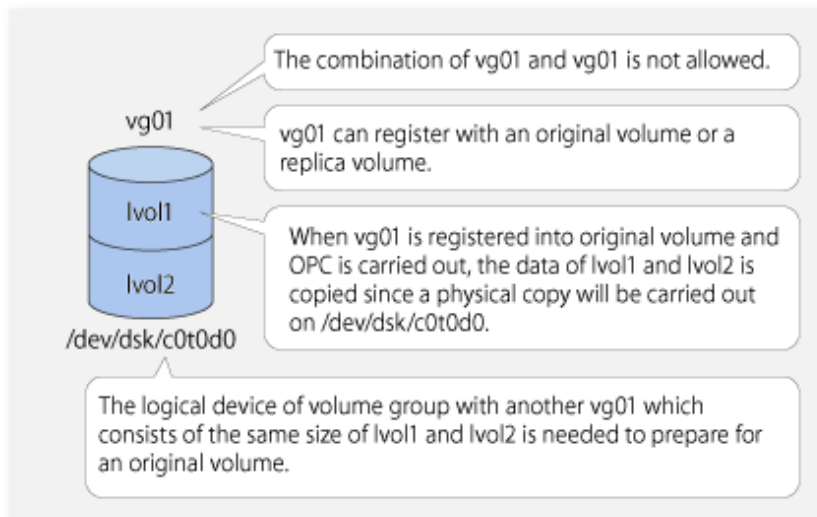 The combination of vg01 and vg01 is not allowed.
vg01
vg01 can register with an original volume or a
replica volume.
lvol1
When vg01 is registered into original volume and
OPC is carried out, the data of lvol1 and lvol2 is
copied since a physical copy will be carried out
on /dev/dsk/c0t0d0.
lvol2
/dev/dsk/c0t0d0
The logical device of volume group with another vg01 which
consists of the same size of lvol1 and lvol2 is needed to prepare for
an original volume.